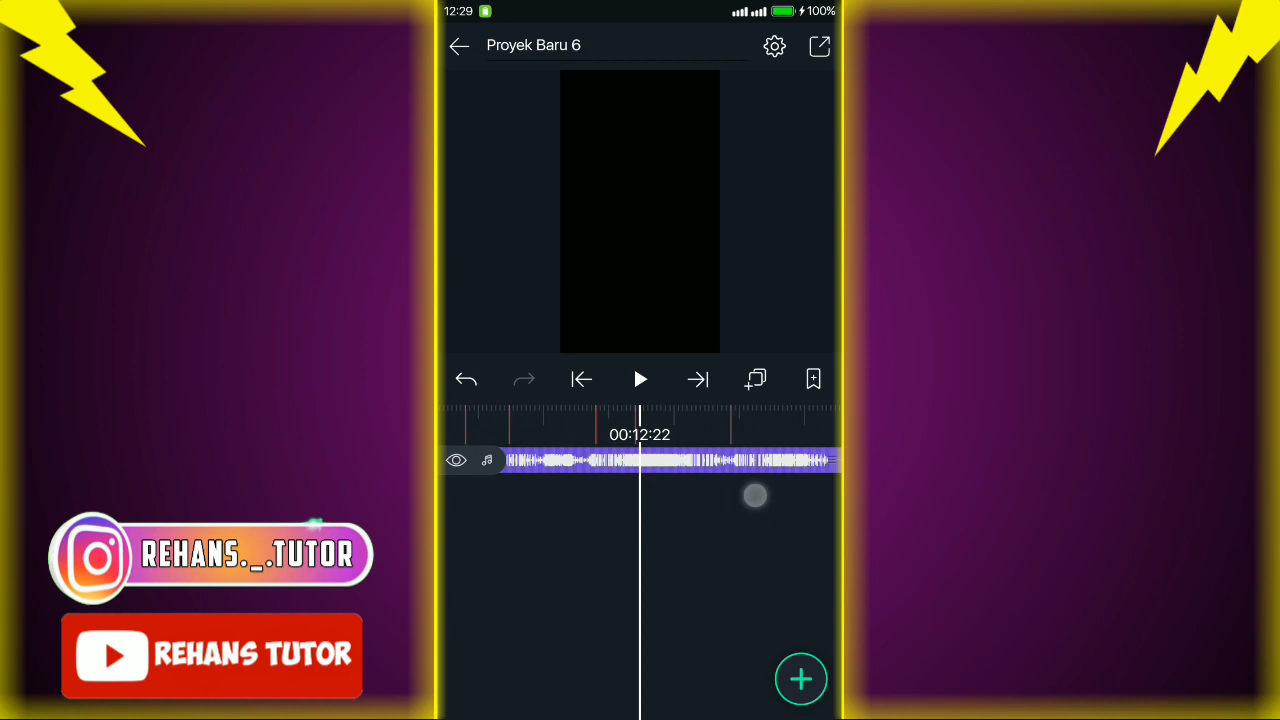 12:29
100%
Proyek Baru 6
00:12:22
REHANS._.TUTOR
REHANS TUTOR